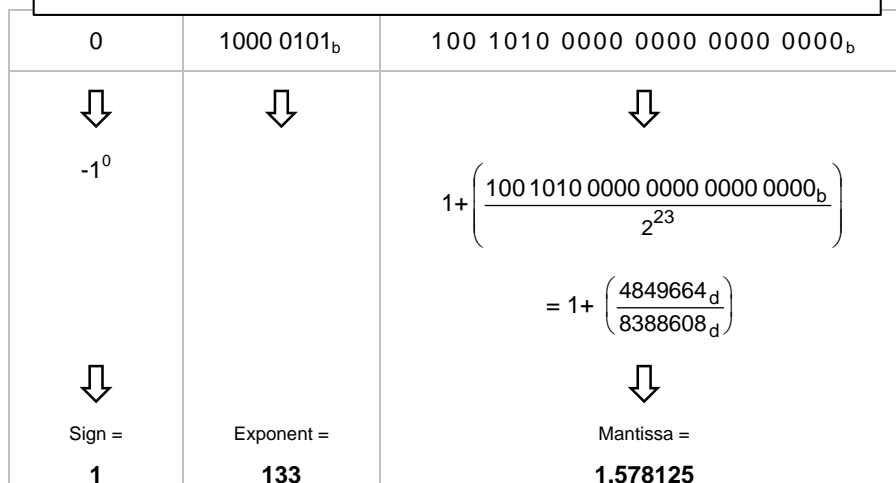 0 1000 0101b 100 1010 0000 0000 0000 0000b
-1^0
1+(100 1010 0000 0000 0000 0000b / 2^23)
= 1+ (4849664d / 8388608d)
Sign = Exponent = Mantissa =
1 133 1.578125